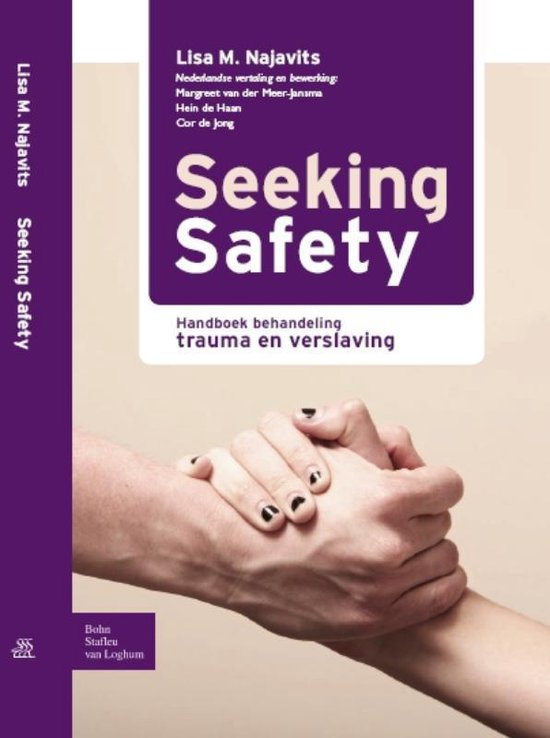 Lisa M. Najavits
Seeking Safety
Lisa M. Najavits
Nederlandse vertaling en bewerking:
Margreet van der Meer-Jansma
Hein de Haan
Cor de Jong
Seeking
Safety
Handboek behandeling
trauma en verslaving
Bohn
Stafleu
van Loghum